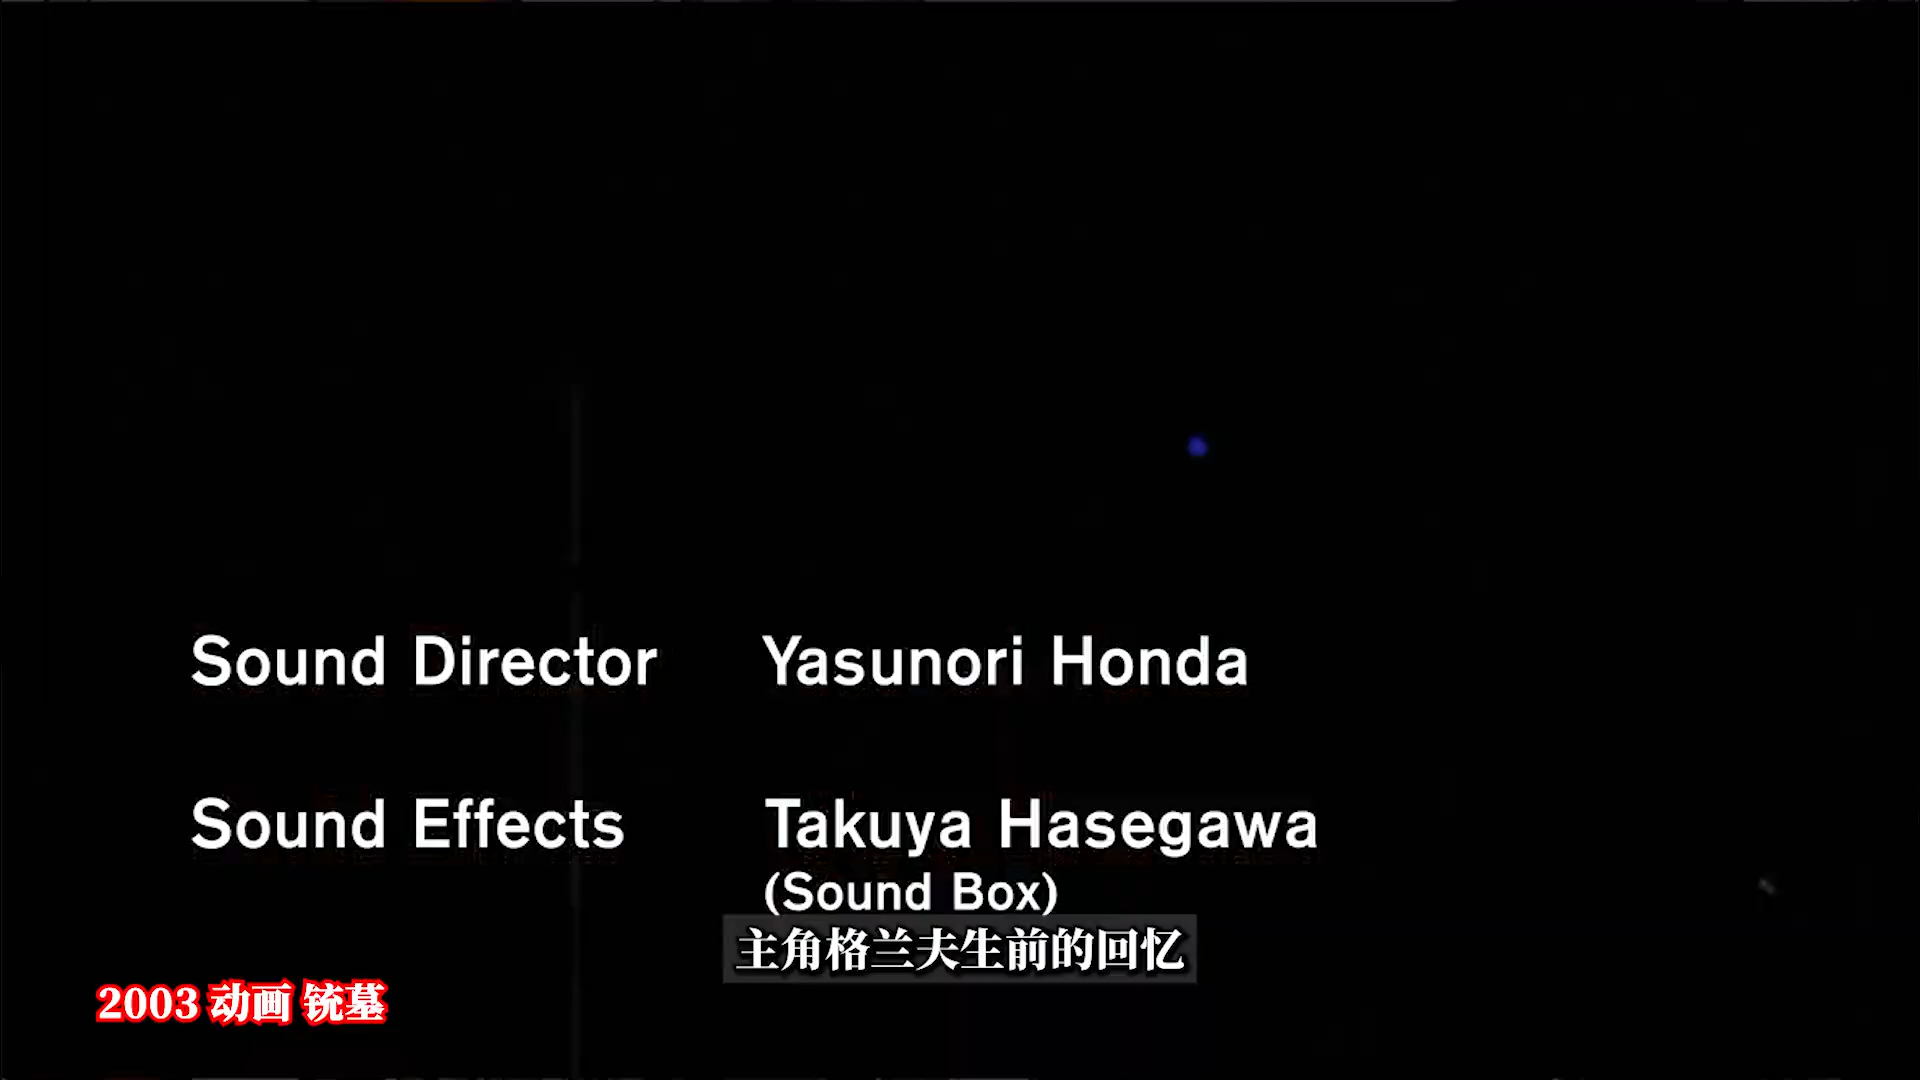 Sound Director Yasunori Honda
Sound Effects Takuya Hasegawa
(Sound Box)
主角格兰夫生前的回忆
2003 动画 铳墓